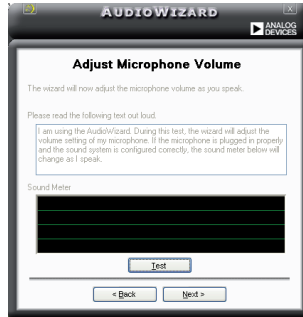 AUDIOWIZARD
ANALOG
DEVICES
Adjust Microphone Volume
The wizard will now adjust the microphone volume as you speak.
Please read the following text out loud.
I am using the AudioWizard. During this test, the wizard will adjust the
volume setting of my microphone. If the microphone is plugged in properly
and the sound system is configured correctly, the sound meter below will
change as I speak.
Sound Meter
Test
< Back
Next >